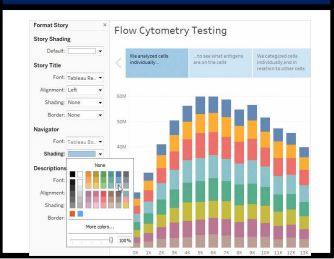 Format Story ×
Story Shading
Default:
Story Title
Font: Tableau Re..
Alignment: Left
Shading: None
Border: None
Navigator
Font: Tableau Bo..
Shading:
Descriptions
Font:
Alignment:
Shading:
Border:
None
More colors...
100%
Flow Cytometry Testing
We analyzed cells
individually...
...to see what antigens
are on the cells
We categorized cells
individually and in
relation to other cells
60M
50M
40M
0K 1K 2K 3K 4K 5K 6K 7K 8K 9K 10K 11K 12K 13K